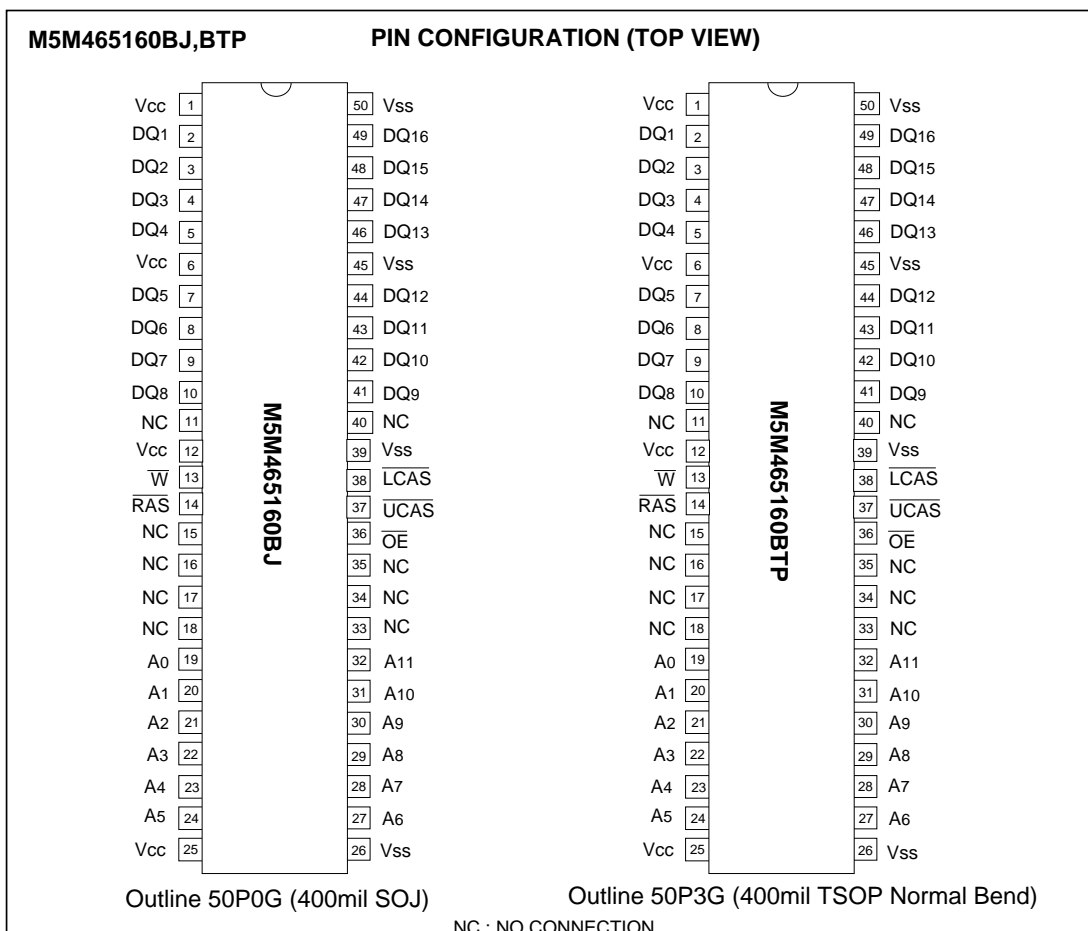 M5M465160BJ,BTP PIN CONFIGURATION (TOP VIEW)
Vcc 1 50 Vss Vcc 1 50 Vss
DQ1 2 49 DQ16 DQ1 2 49 DQ16
DQ2 3 48 DQ15 DQ2 3 48 DQ15
DQ3 4 47 DQ14 DQ3 4 47 DQ14
DQ4 5 46 DQ13 DQ4 5 46 DQ13
Vcc 6 45 Vss Vcc 6 45 Vss
DQ5 7 44 DQ12 DQ5 7 44 DQ12
DQ6 8 43 DQ11 DQ6 8 43 DQ11
DQ7 9 42 DQ10 DQ7 9 42 DQ10
DQ8 10 41 DQ9 DQ8 10 41 DQ9
NC 11 40 NC NC 11 40 NC
Vcc 12 39 Vss Vcc 12 39 Vss
W 13 38 LCAS W 13 38 LCAS
RAS 14 37 UCAS RAS 14 37 UCAS
NC 15 36 OE NC 15 36 OE
NC 16 35 NC NC 16 35 NC
NC 17 34 NC NC 17 34 NC
NC 18 33 NC NC 18 33 NC
A0 19 32 A11 A0 19 32 A11
A1 20 31 A10 A1 20 31 A10
A2 21 30 A9 A2 21 30 A9
A3 22 29 A8 A3 22 29 A8
A4 23 28 A7 A4 23 28 A7
A5 24 27 A6 A5 24 27 A6
Vcc 25 26 Vss Vcc 25 26 Vss
M5M465160BJ
M5M465160BTP
Outline 50P0G (400mil SOJ) Outline 50P3G (400mil TSOP Normal Bend)
NC : NO CONNECTION